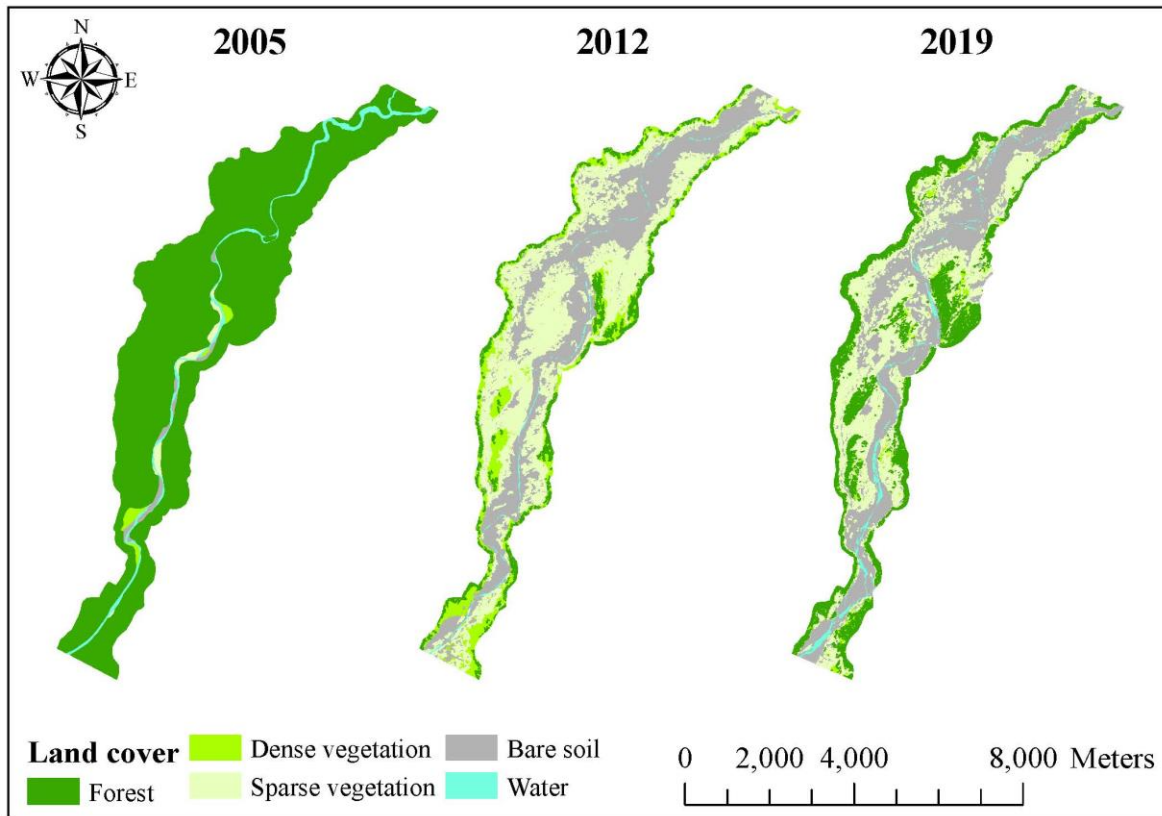 2005 2012 2019
N
W E
S
Land cover
Forest
Dense vegetation
Sparse vegetation
Bare soil
Water
0 2,000 4,000 8,000 Meters